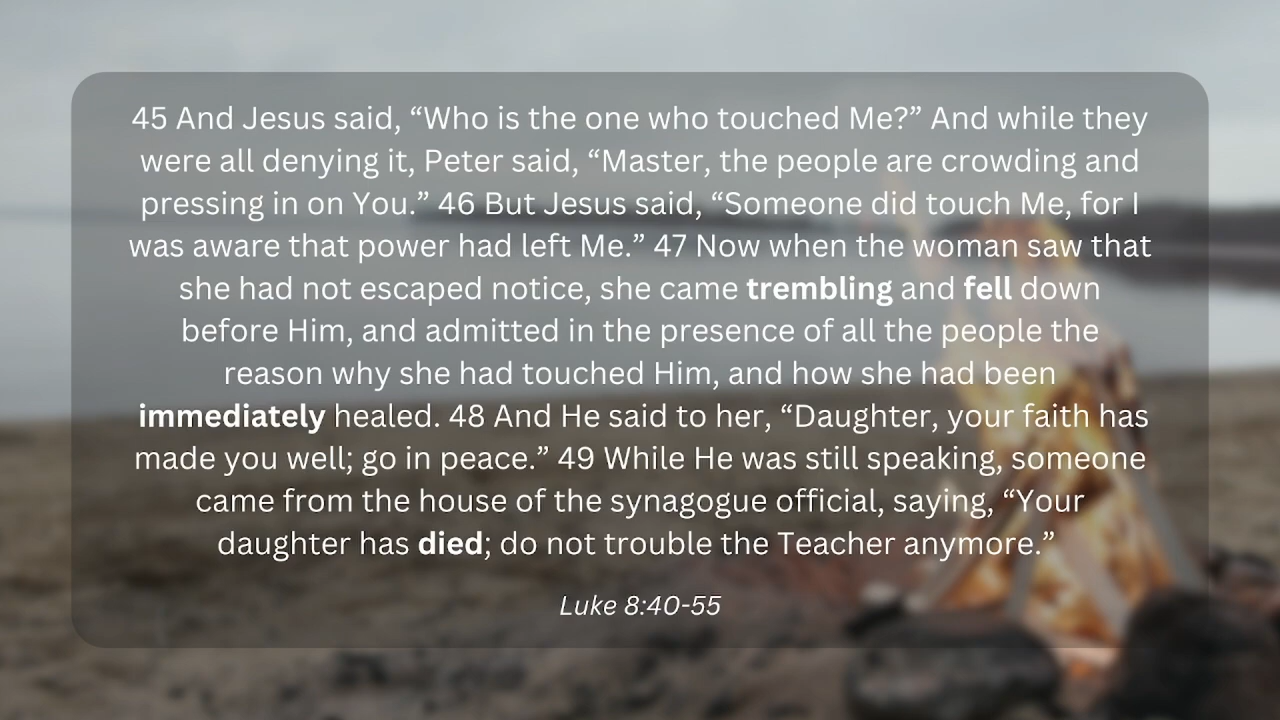 45 And Jesus said, “Who is the one who touched Me?” And while they
were all denying it, Peter said, “Master, the people are crowding and
pressing in on You.” 46 But Jesus said, “Someone did touch Me, for I
was aware that power had left Me.” 47 Now when the woman saw that
she had not escaped notice, she came trembling and fell down
before Him, and admitted in the presence of all the people the
reason why she had touched Him, and how she had been
immediately healed. 48 And He said to her, “Daughter, your faith has
made you well; go in peace.” 49 While He was still speaking, someone
came from the house of the synagogue official, saying, “Your
daughter has died; do not trouble the Teacher anymore.”
Luke 8:40-55